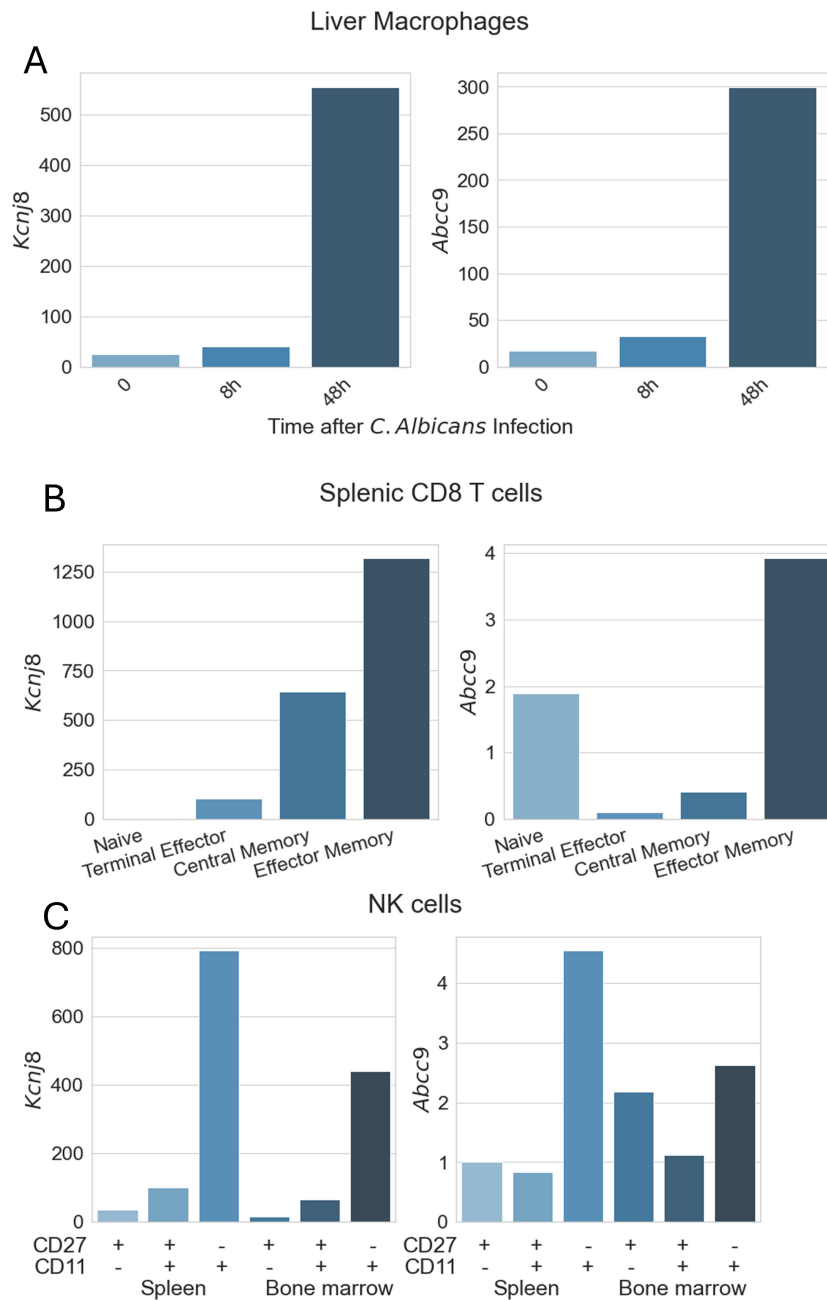 Liver Macrophages
A
Kcnj8
500
400
300
200
100
0
0
8h
48h
Abcc9
300
250
200
150
100
50
0
0
8h
48h
Time after C. Albicans Infection
B
Splenic CD8 T cells
Kcnj8
1250
1000
750
500
250
0
Naive
Terminal Effector
Central Memory
Effector Memory
Abcc9
4
3
2
1
0
Naive
Terminal Effector
Central Memory
Effector Memory
C
NK cells
Kcnj8
800
600
400
200
0
CD27 + + - + + -
CD11 - + + - + +
Spleen Bone marrow
Abcc9
4
3
2
1
0
CD27 + + - + + -
CD11 - + + - + +
Spleen Bone marrow